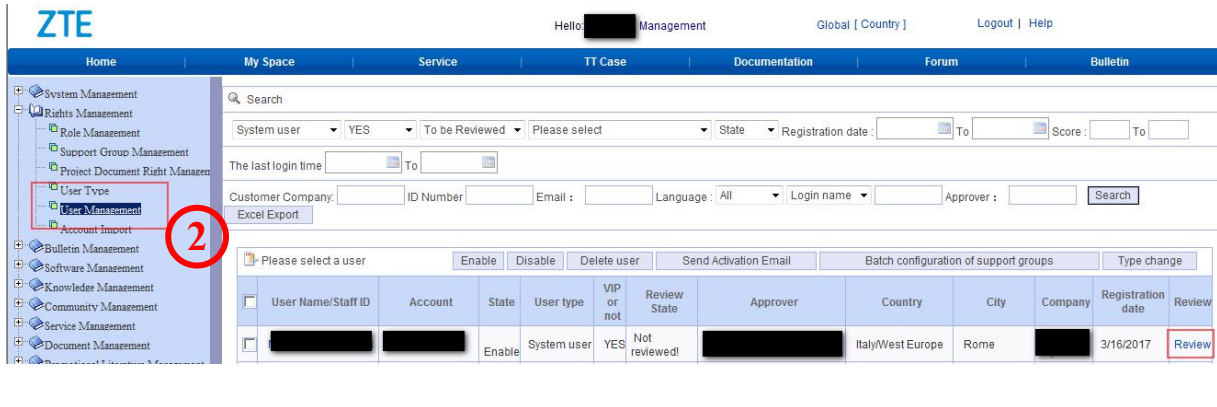 ZTE
Hello: Management Global [ Country ] Logout | Help
Home | My Space | Service | TT Case | Documentation | Forum | Bulletin
System Management
Rights Management
Role Management
Support Group Management
Project Document Right Managen
User Type
User Management
Account Import
Bulletin Management
Software Management
Knowledge Management
Community Management
Service Management
Document Management
Promotional Literature Management
2
Search
System user YES To be Reviewed Please select State Registration date : To Score : To
The last login time To
Customer Company: ID Number Email : Language : All Login name Approver : Search
Excel Export
Please select a user Enable Disable Delete user Send Activation Email Batch configuration of support groups Type change
User Name/Staff ID Account State User type VIP or not Review State Approver Country City Company Registration date Review
Enable System user YES Not reviewed! Italy/West Europe Rome 3/16/2017 Review